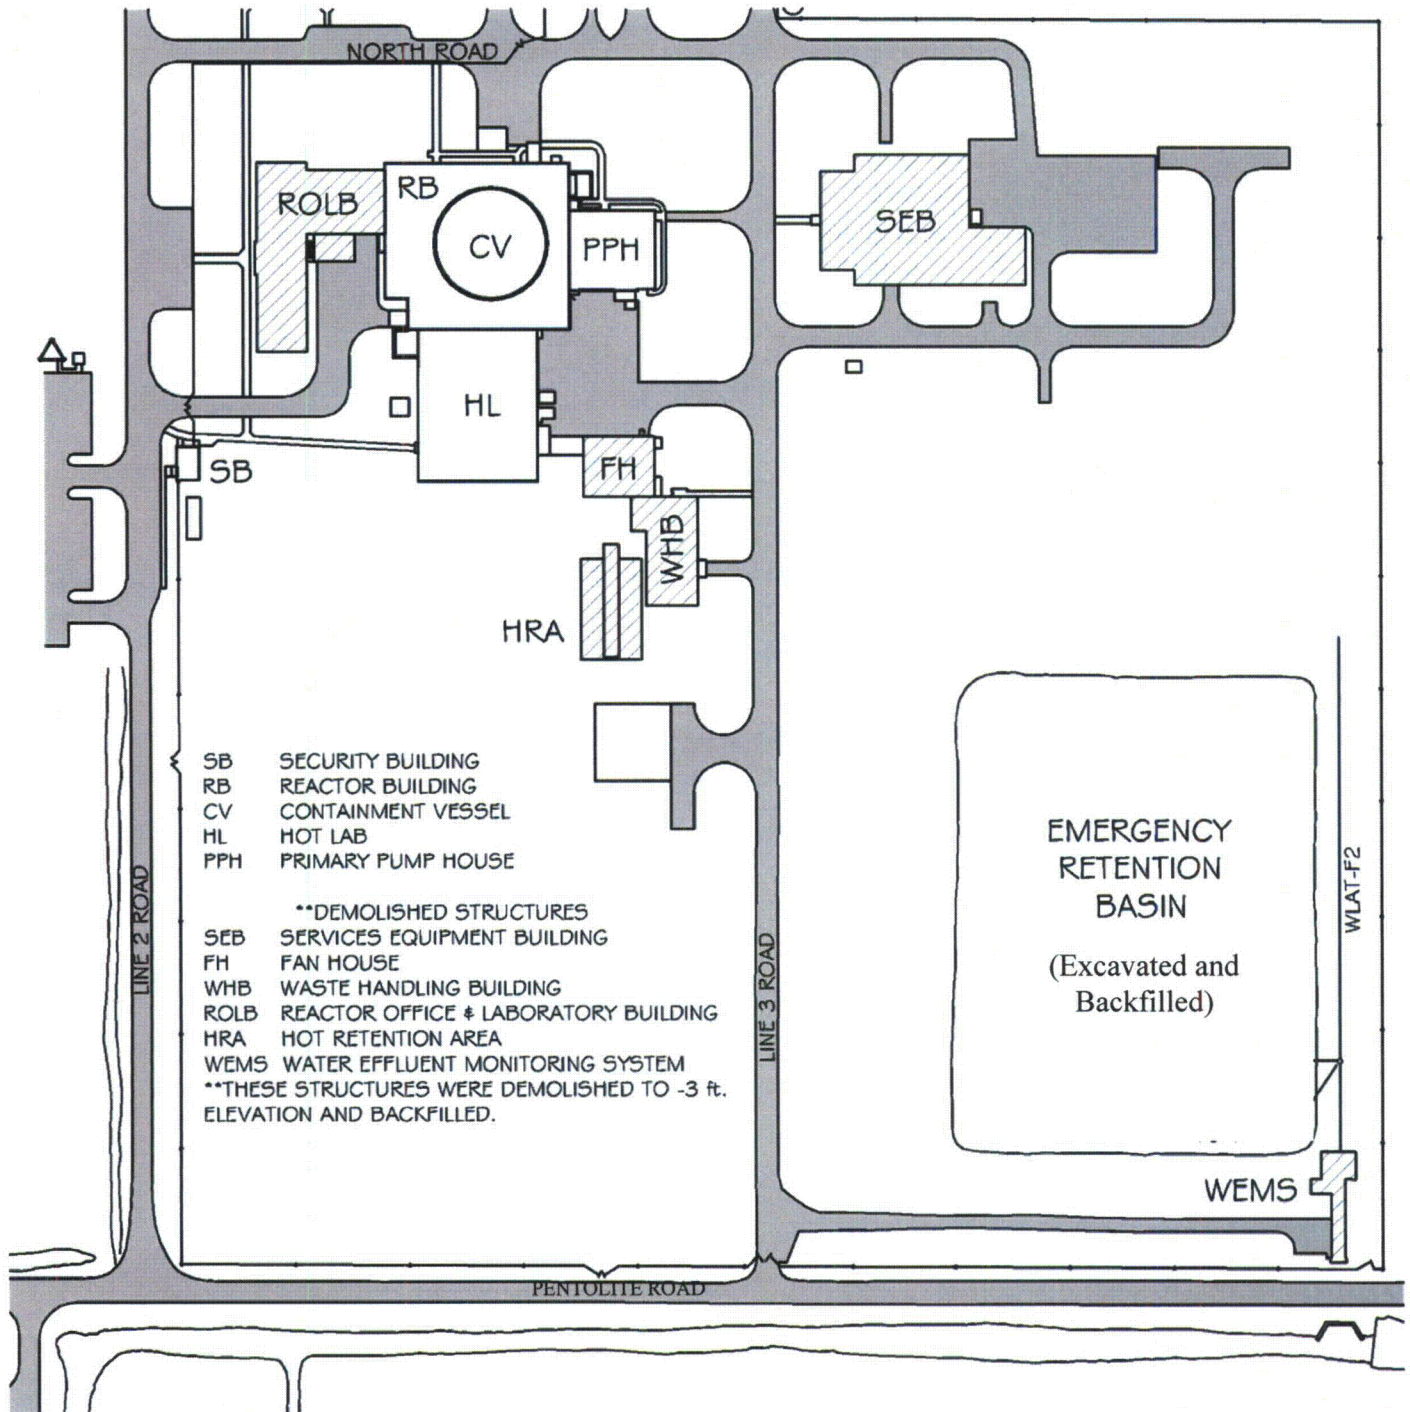 NORTH ROAD
RB
ROLB
SEB
CV
PPH
HL
SB
FH
WHB
HRA
SB SECURITY BUILDING
RB REACTOR BUILDING
CV CONTAINMENT VESSEL
HL HOT LAB
PPH PRIMARY PUMP HOUSE
**DEMOLISHED STRUCTURES
SEB SERVICES EQUIPMENT BUILDING
FH FAN HOUSE
WHB WASTE HANDLING BUILDING
ROLB REACTOR OFFICE & LABORATORY BUILDING
HRA HOT RETENTION AREA
WEMS WATER EFFLUENT MONITORING SYSTEM
**THESE STRUCTURES WERE DEMOLISHED TO -3 ft.
ELEVATION AND BACKFILLED.
LINE 2 ROAD
LINE 3 ROAD
EMERGENCY
RETENTION
BASIN
(Excavated and
Backfilled)
WLAT-F2
WEMS
PENTOLITE ROAD